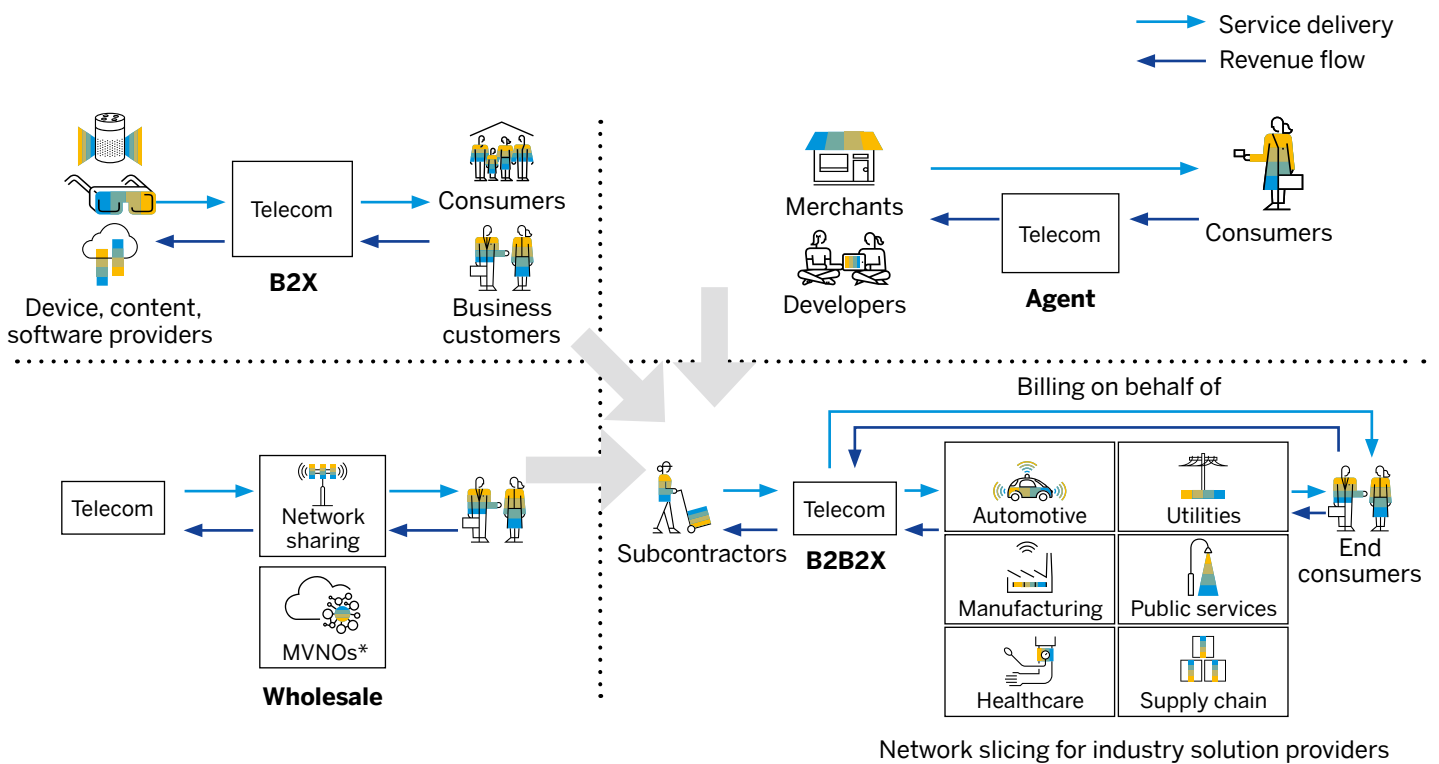 Service delivery
Revenue flow
Telecom
Consumers
B2X
Device, content,
software providers
Business
customers
Merchants
Telecom
Consumers
Developers
Agent
Telecom
Network
sharing
MVNOs*
Wholesale
Billing on behalf of
Subcontractors
Telecom
B2B2X
Automotive
Utilities
Manufacturing
Public services
Healthcare
Supply chain
End
consumers
Network slicing for industry solution providers